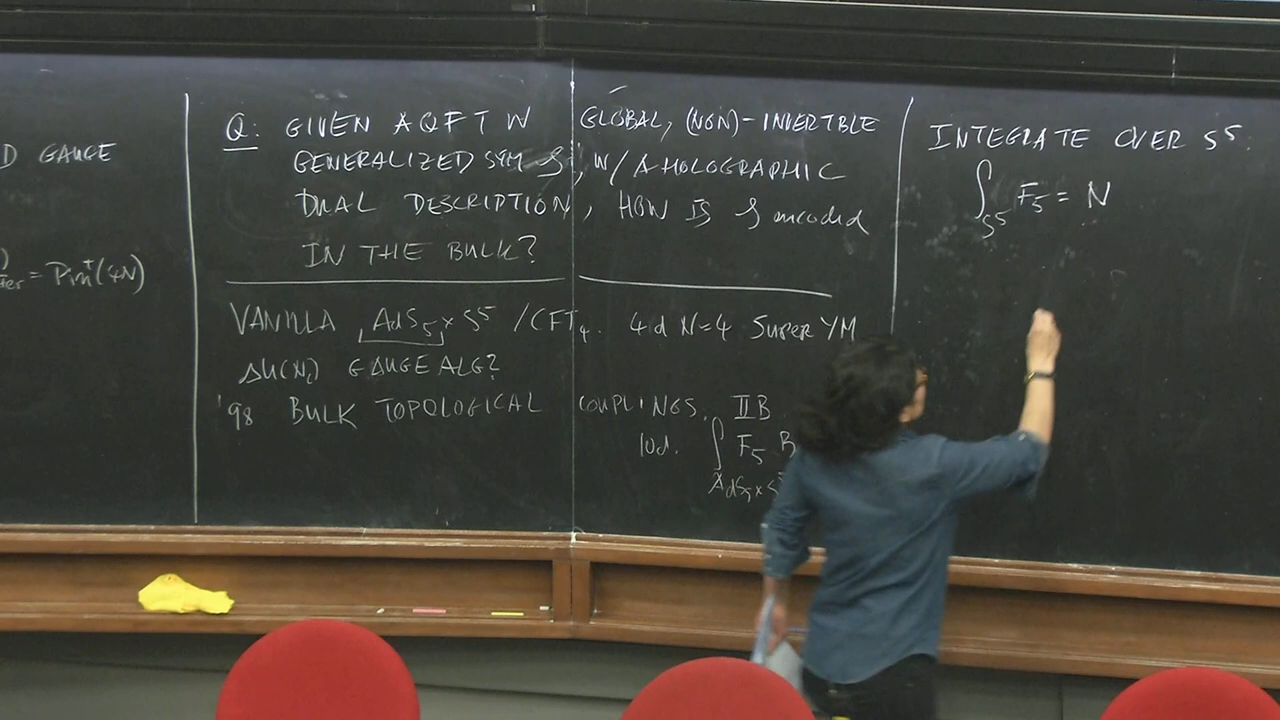 D GAUGE
= Pin⁺(4N)
Q: GIVEN A QFT W GLOBAL, (NON)-INVERTBLE
GENERALIZED SYM S, W/ A HOLOGRAPHIC
DUAL DESCRIPTION, HOW IS S encoded
IN THE BULK?
VANILLA, AdS₅ × S⁵ /CFT₄. 4d N=4 SUPER YM
su(N) GAUGE ALG?
'98 BULK TOPOLOGICAL COUPLINGS. IIB
10d. ∫ F₅ B
AdS₅ × S
INTEGRATE OVER S⁵:
∫ F₅ = N
S⁵